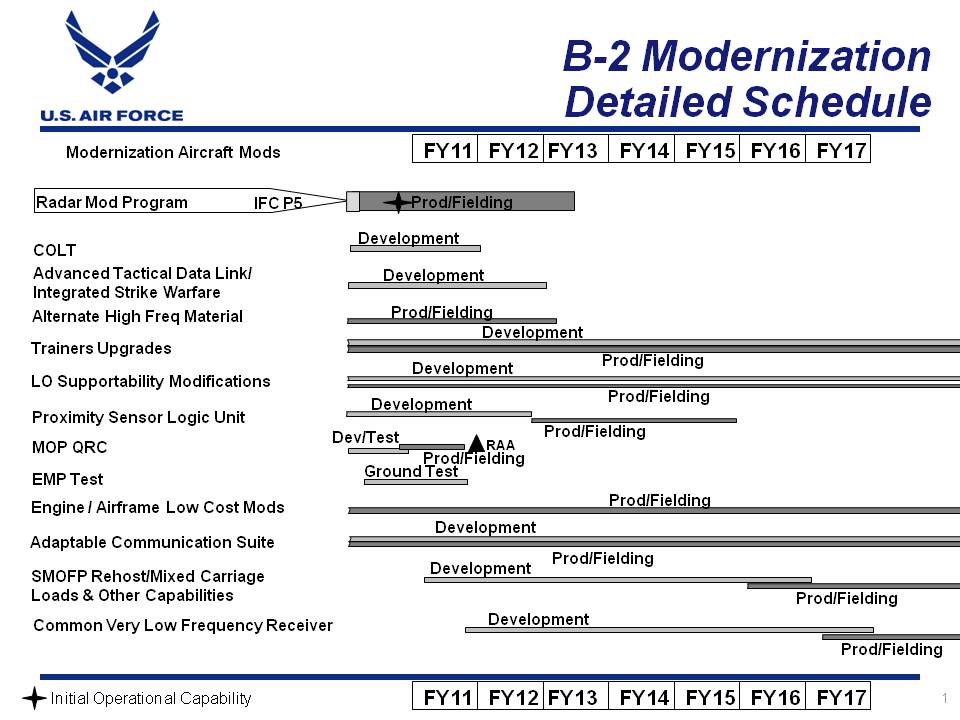 U.S. AIR FORCE
B-2 Modernization
Detailed Schedule
Modernization Aircraft Mods
FY11 FY12 FY13 FY14 FY15 FY16 FY17
Radar Mod Program IFC P5 Prod/Fielding
COLT Development
Advanced Tactical Data Link/
Integrated Strike Warfare
Development
Alternate High Freq Material Prod/Fielding
Development
Trainers Upgrades
Prod/Fielding
Development
LO Supportability Modifications
Prod/Fielding
Development
Proximity Sensor Logic Unit
Prod/Fielding
Dev/Test
MOP QRC RAA
Prod/Fielding
Ground Test
EMP Test
Prod/Fielding
Engine / Airframe Low Cost Mods
Development
Adaptable Communication Suite
Prod/Fielding
Development
SMOFP Rehost/Mixed Carriage
Loads & Other Capabilities
Prod/Fielding
Development
Common Very Low Frequency Receiver
Prod/Fielding
Initial Operational Capability
FY11 FY12 FY13 FY14 FY15 FY16 FY17
1